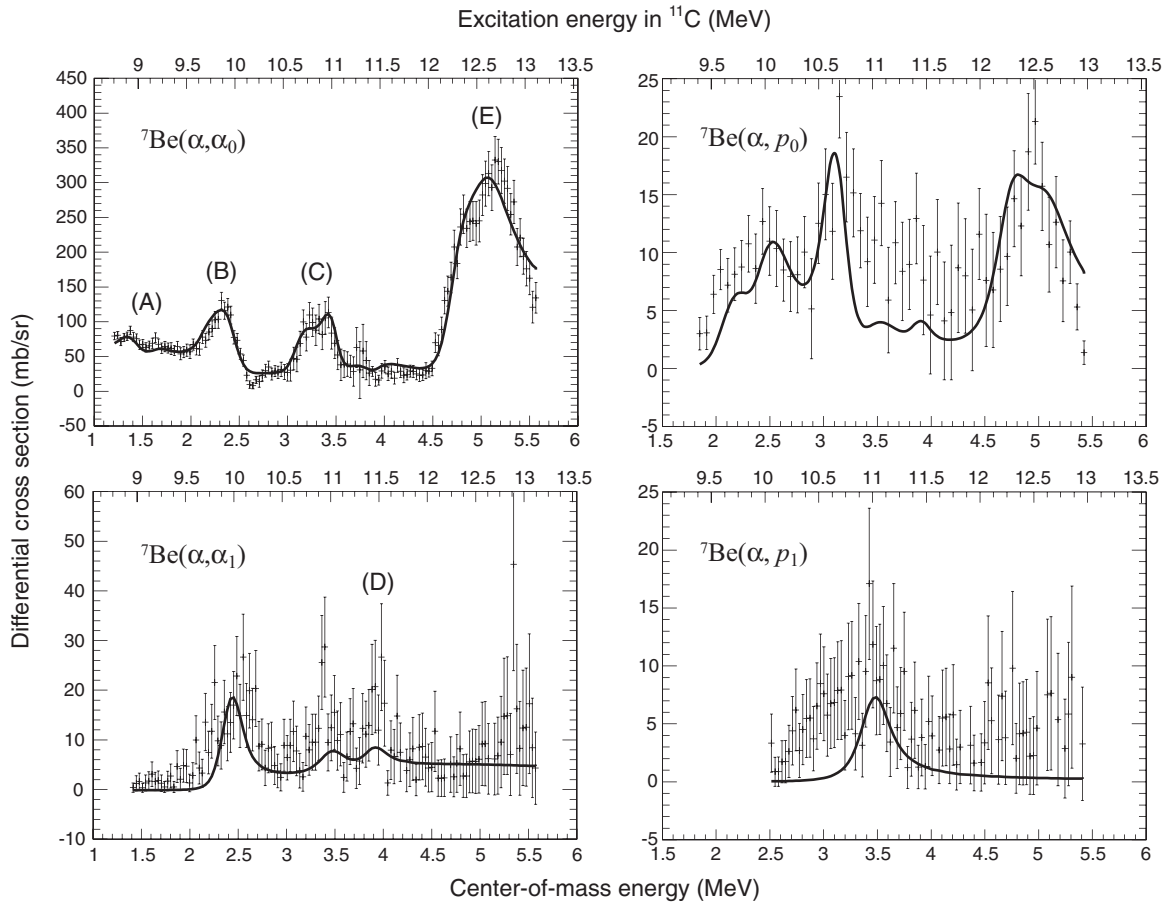 Excitation energy in ¹¹C (MeV)
9 9.5 10 10.5 11 11.5 12 12.5 13 13.5
450
400
350
300
250
200
150
100
50
0
-50
⁷Be(α,α₀)
(A)
(B)
(C)
(E)
1 1.5 2 2.5 3 3.5 4 4.5 5 5.5 6
9.5 10 10.5 11 11.5 12 12.5 13 13.5
25
20
15
10
5
0
-5
⁷Be(α, p₀)
1.5 2 2.5 3 3.5 4 4.5 5 5.5 6
Differential cross section (mb/sr)
9 9.5 10 10.5 11 11.5 12 12.5 13 13.5
60
50
40
30
20
10
0
-10
⁷Be(α,α₁)
(D)
1 1.5 2 2.5 3 3.5 4 4.5 5 5.5 6
9.5 10 10.5 11 11.5 12 12.5 13 13.5
25
20
15
10
5
0
-5
⁷Be(α, p₁)
1.5 2 2.5 3 3.5 4 4.5 5 5.5 6
Center-of-mass energy (MeV)